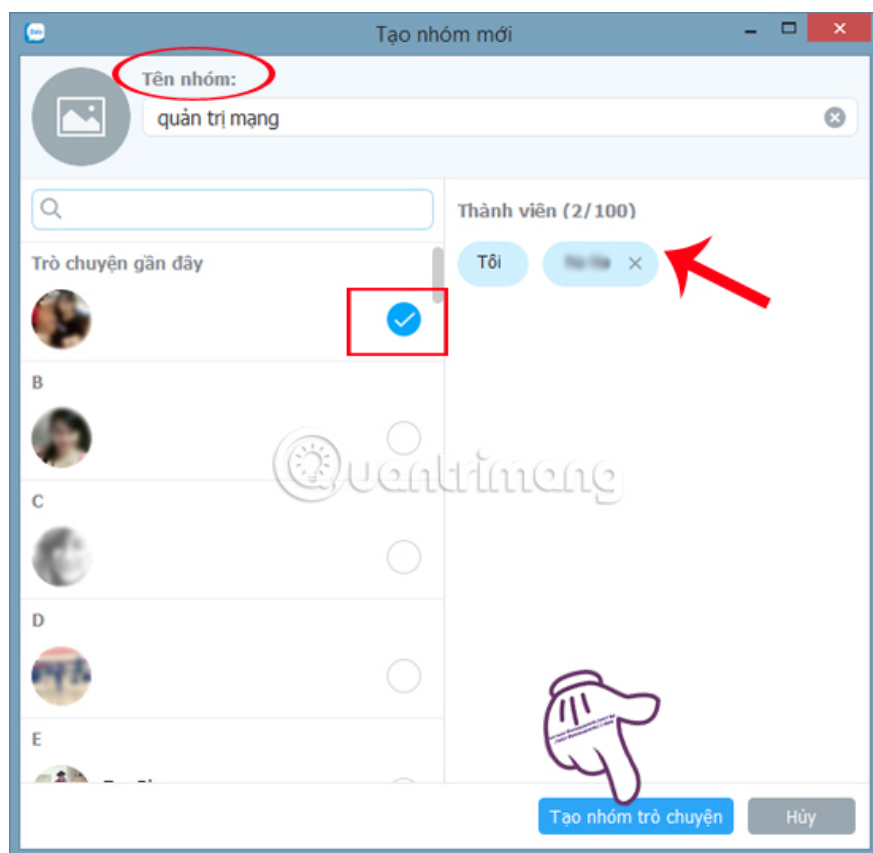 Zalo
Tạo nhóm mới
Tên nhóm:
quản trị mạng
Thành viên (2/100)
Trò chuyện gần đây
Tôi
B
Quantrimang
C
D
E
Tạo nhóm trò chuyện
Hủy